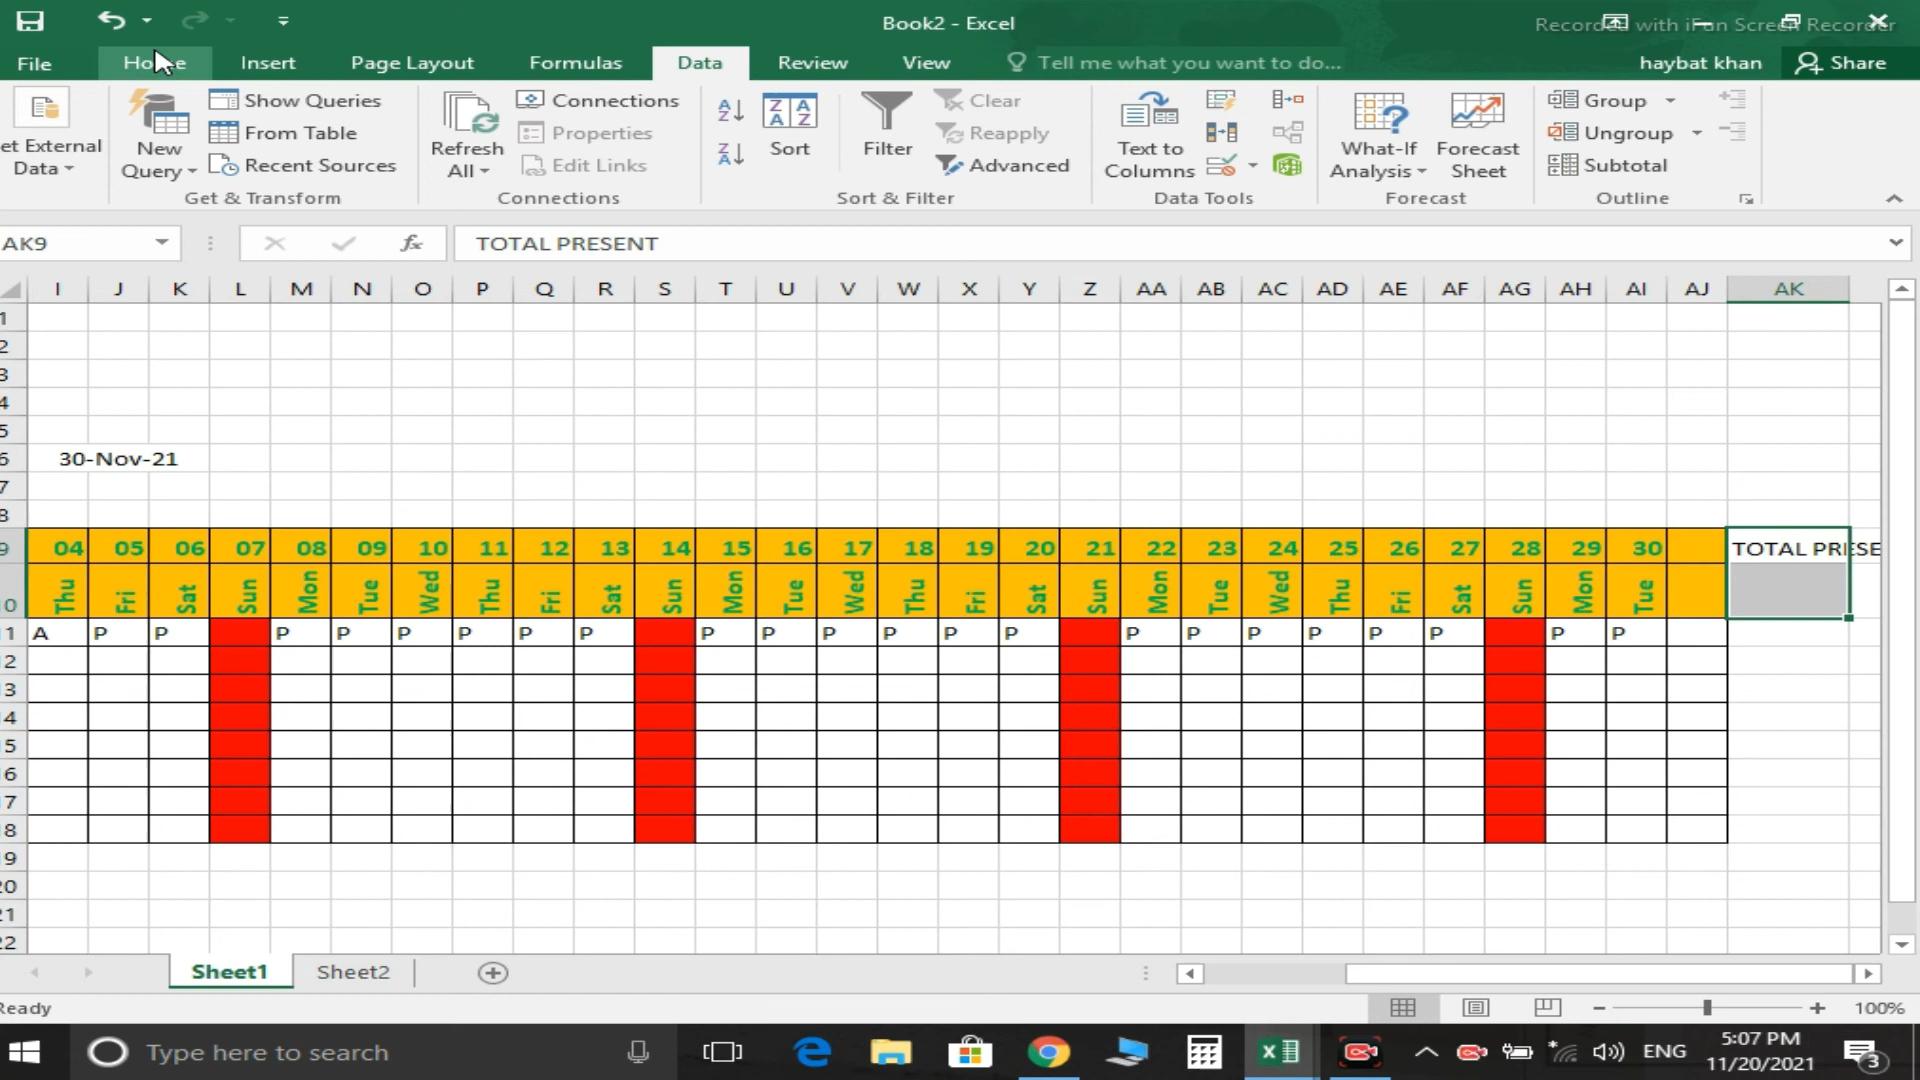 Book2 - Excel
Recorded with iFun Screen Recorder
File Home Insert Page Layout Formulas Data Review View Tell me what you want to do... haybat khan Share
Show Queries
From Table
Recent Sources
New Query
Get & Transform
et External Data
Refresh All
Connections
Properties
Edit Links
Connections
Sort
Filter
Clear
Reapply
Advanced
Sort & Filter
Text to Columns
Data Tools
What-If Analysis
Forecast Sheet
Forecast
Group
Ungroup
Subtotal
Outline
AK9 fx TOTAL PRESENT
I J K L M N O P Q R S T U V W X Y Z AA AB AC AD AE AF AG AH AI AJ AK
1
2
3
4
5
6 30-Nov-21
7
8
9 04 05 06 07 08 09 10 11 12 13 14 15 16 17 18 19 20 21 22 23 24 25 26 27 28 29 30 TOTAL PRESE
0 Thu Fri Sat Sun Mon Tue Wed Thu Fri Sat Sun Mon Tue Wed Thu Fri Sat Sun Mon Tue Wed Thu Fri Sat Sun Mon Tue
1 A P P P P P P P P P P P P P P P P P P P P P P
2
3
4
5
6
7
8
9
20
21
22
Sheet1 Sheet2
Ready 100%
Type here to search ENG 5:07 PM
11/20/2021 3